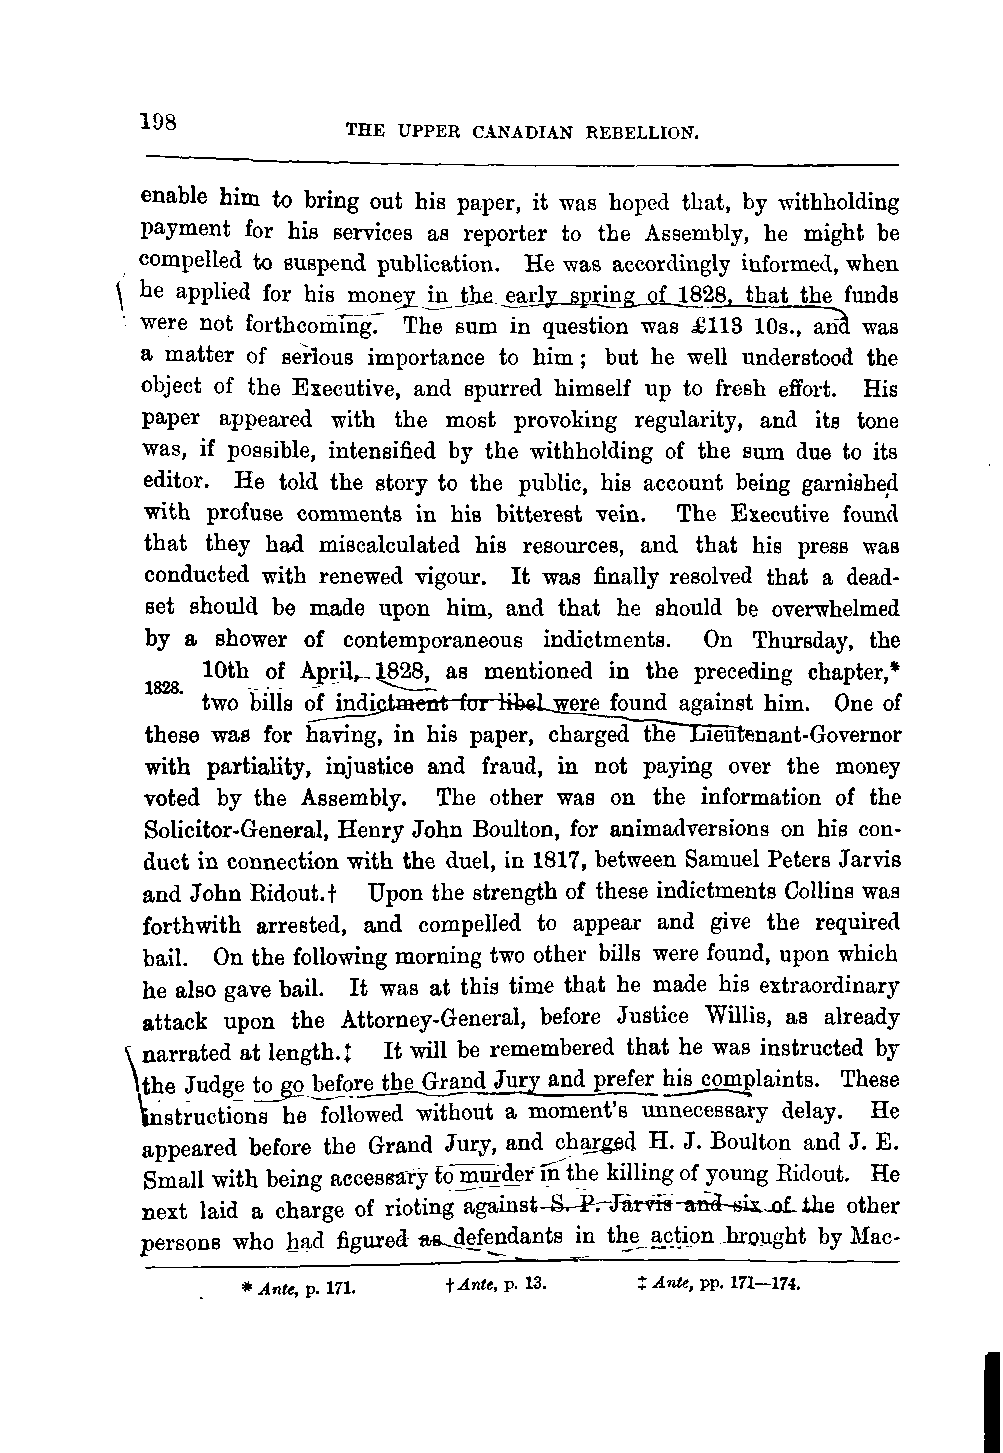 198
THE UPPER CANADIAN REBELLION.
enable him to bring out his paper, it was hoped that, by withholding
payment for his services as reporter to the Assembly, he might be
compelled to suspend publication. He was accordingly informed, when
he applied for his money in the early spring of 1828, that the funds
were not forthcoming. The sum in question was £113 10s., and was
a matter of serious importance to him; but he well understood the
object of the Executive, and spurred himself up to fresh effort. His
paper appeared with the most provoking regularity, and its tone
was, if possible, intensified by the withholding of the sum due to its
editor. He told the story to the public, his account being garnished
with profuse comments in his bitterest vein. The Executive found
that they had miscalculated his resources, and that his press was
conducted with renewed vigour. It was finally resolved that a dead-
set should be made upon him, and that he should be overwhelmed
by a shower of contemporaneous indictments. On Thursday, the
10th of April, 1828, as mentioned in the preceding chapter,*
1828.
two bills of indictment for libel were found against him. One of
these was for having, in his paper, charged the Lieutenant-Governor
with partiality, injustice and fraud, in not paying over the money
voted by the Assembly. The other was on the information of the
Solicitor-General, Henry John Boulton, for animadversions on his con-
duct in connection with the duel, in 1817, between Samuel Peters Jarvis
and John Ridout.† Upon the strength of these indictments Collins was
forthwith arrested, and compelled to appear and give the required
bail. On the following morning two other bills were found, upon which
he also gave bail. It was at this time that he made his extraordinary
attack upon the Attorney-General, before Justice Willis, as already
narrated at length.‡ It will be remembered that he was instructed by
the Judge to go before the Grand Jury and prefer his complaints. These
instructions he followed without a moment's unnecessary delay. He
appeared before the Grand Jury, and charged H. J. Boulton and J. E.
Small with being accessary to murder in the killing of young Ridout. He
next laid a charge of rioting against S. P. Jarvis and six of the other
persons who had figured as defendants in the action brought by Mac-
* Ante, p. 171. † Ante, p. 13. ‡ Ante, pp. 171—174.